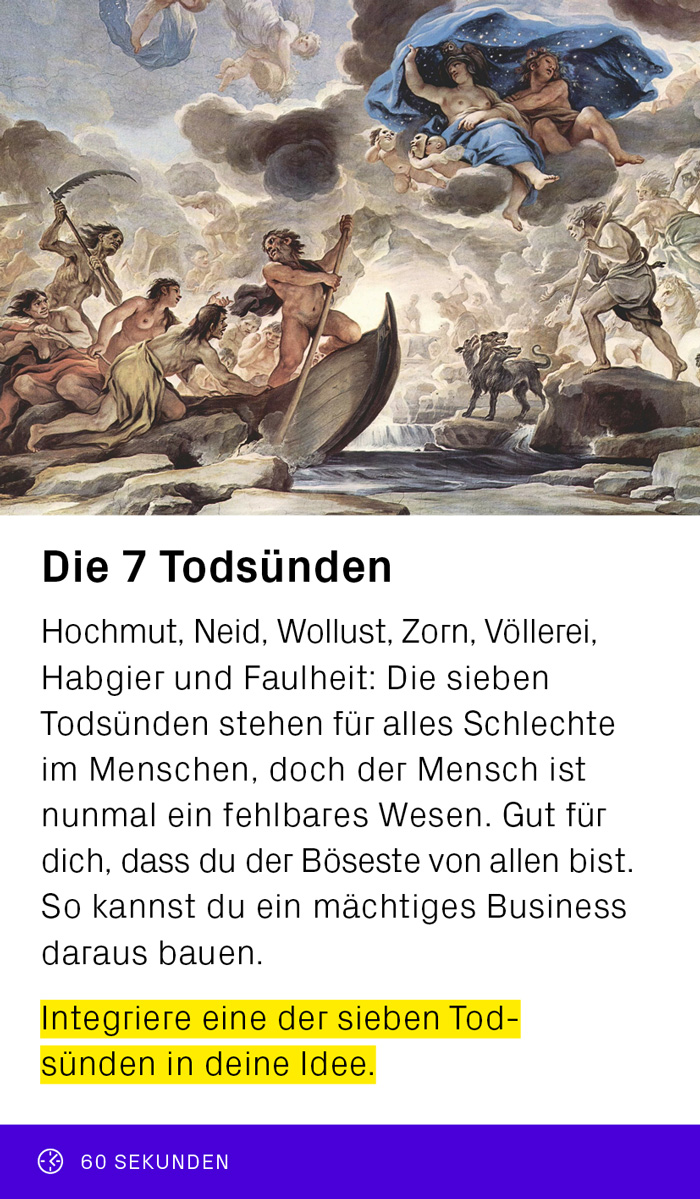 Die 7 Todsünden
Hochmut, Neid, Wollust, Zorn, Völlerei,
Habgier und Faulheit: Die sieben
Todsünden stehen für alles Schlechte
im Menschen, doch der Mensch ist
nunmal ein fehlbares Wesen. Gut für
dich, dass du der Böseste von allen bist.
So kannst du ein mächtiges Business
daraus bauen.
Integriere eine der sieben Tod-
sünden in deine Idee.
60 SEKUNDEN